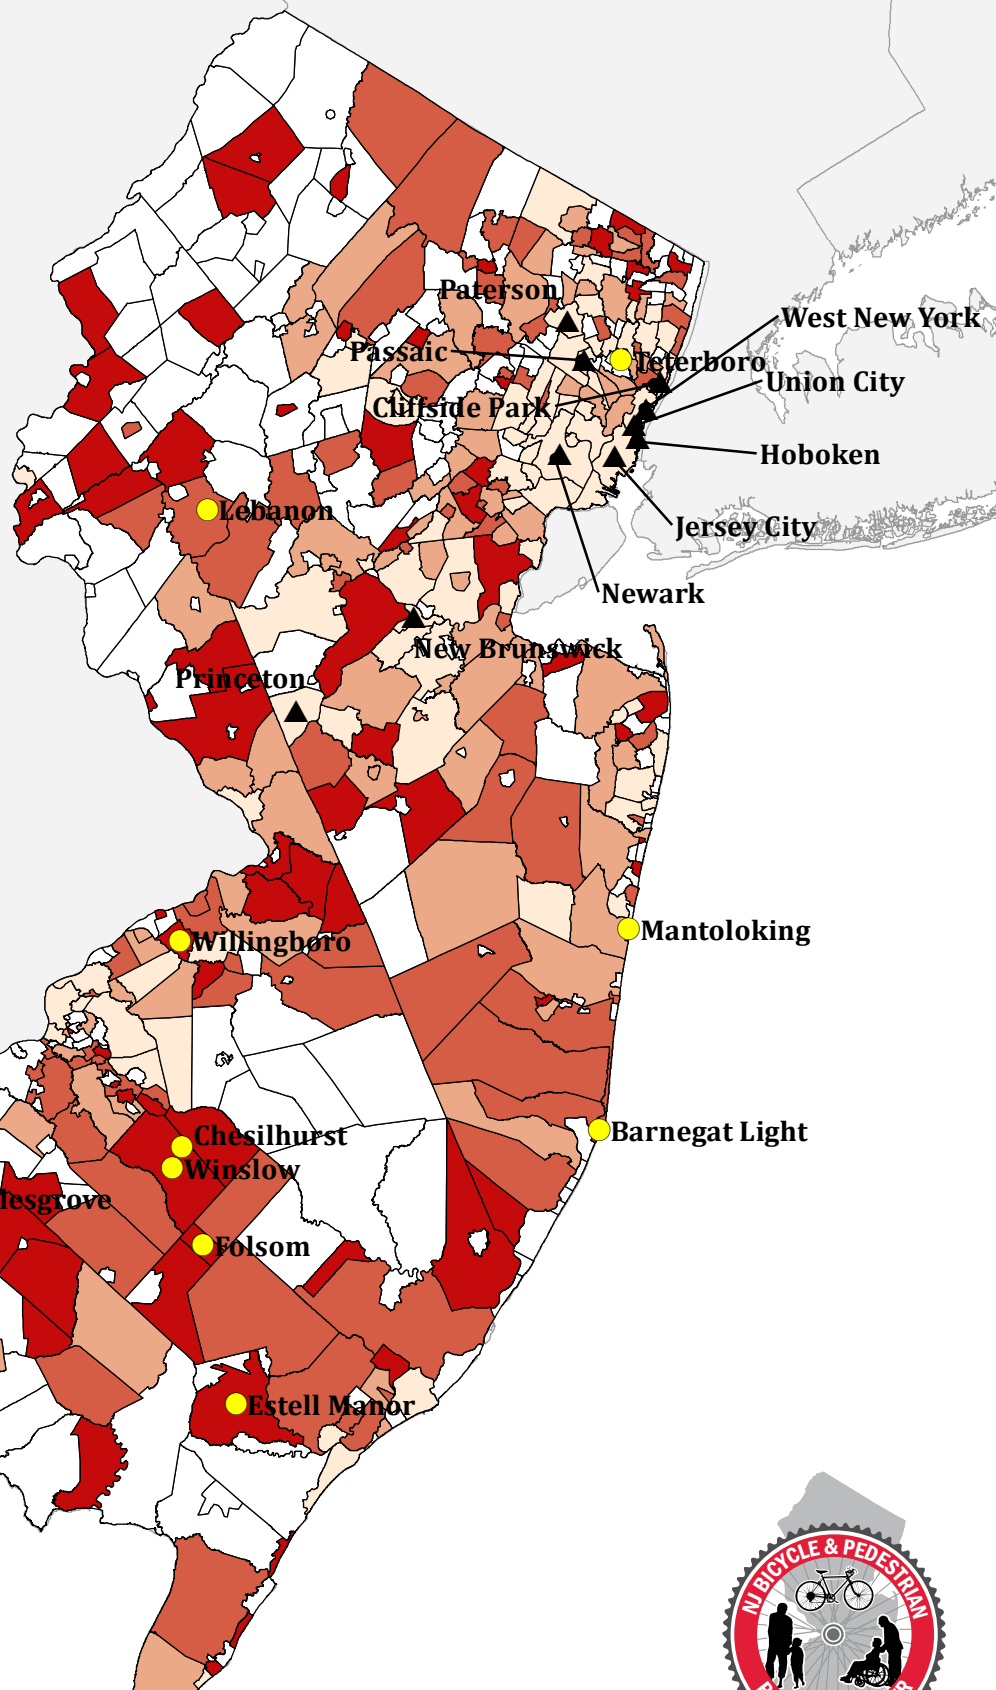 Paterson
West New York
Passaic
Teterboro
Union City
Cliffside Park
Hoboken
Lebanon
Jersey City
Newark
New Brunswick
Princeton
Mantoloking
Willingboro
Barnegat Light
Chesilhurst
Winslow
lesgrove
Folsom
Estell Manor
NJ BICYCLE & PEDESTRIAN